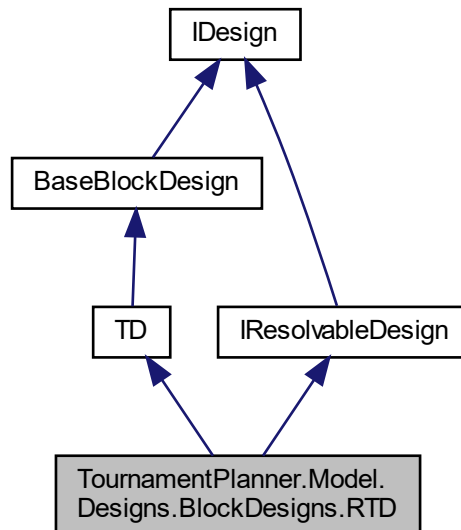 IDesign
BaseBlockDesign
TD
IResolvableDesign
TournamentPlanner.Model.
Designs.BlockDesigns.RTD